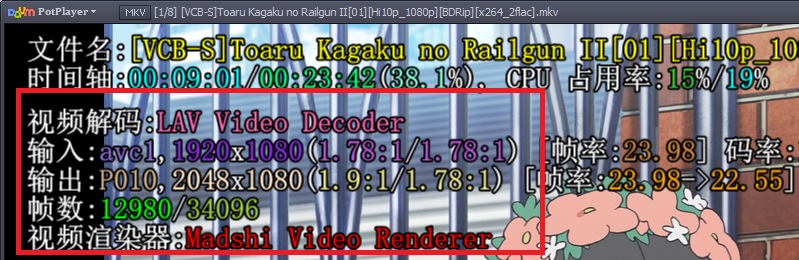 PotPlayer MKV [1/8] [VCB-S]Toaru Kagaku no Railgun II[01][Hi10p_1080p][BDRip][x264_2flac].mkv
文件名:[VCB-S]Toaru Kagaku no Railgun II[01][Hi10p_10
时间轴:00:09:01/00:23:42(38.1%), CPU 占用率:15%/19%
视频解码:LAV Video Decoder
输入:avc1,1920x1080(1.78:1/1.78:1) [帧率:23.98] 码率:
输出:P010,2048x1080(1.9:1/1.78:1) [帧率:23.98->22.55]
帧数:12980/34096
视频渲染器:Madshi Video Renderer